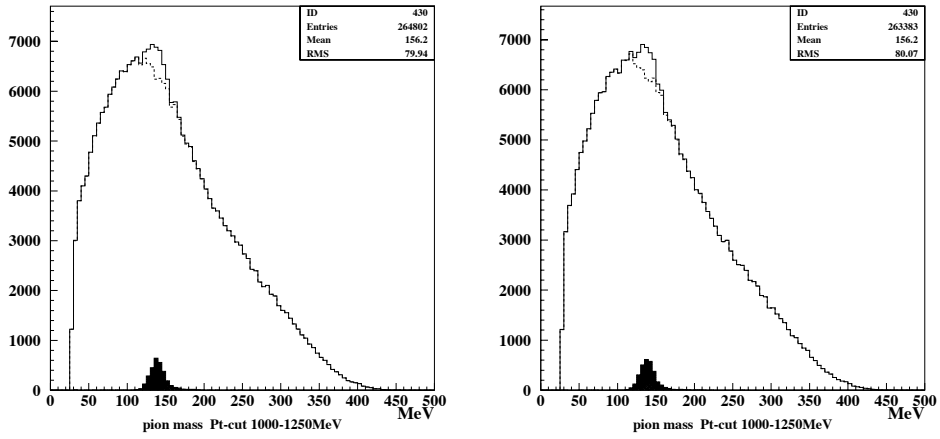 ID 430
Entries 264802
Mean 156.2
RMS 79.94
7000
6000
5000
4000
3000
2000
1000
0
0 50 100 150 200 250 300 350 400 450 500
MeV
pion mass Pt-cut 1000-1250MeV
ID 430
Entries 263383
Mean 156.2
RMS 80.07
7000
6000
5000
4000
3000
2000
1000
0
0 50 100 150 200 250 300 350 400 450 500
MeV
pion mass Pt-cut 1000-1250MeV